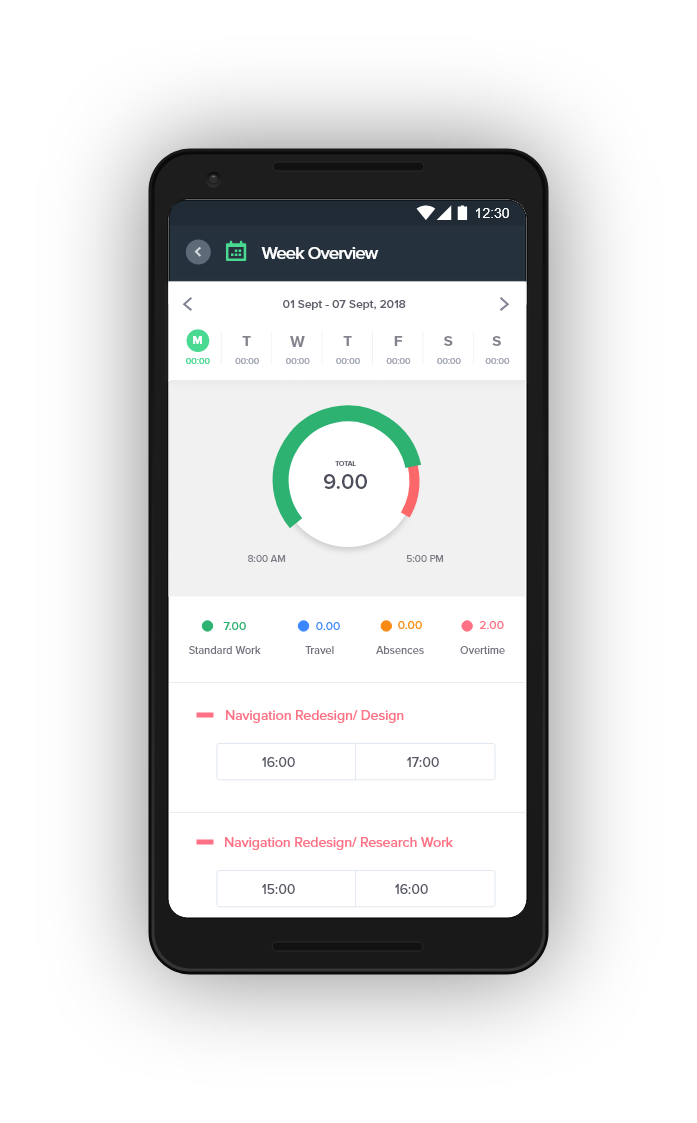 12:30
Week Overview
01 Sept - 07 Sept, 2018
M T W T F S S
00:00 00:00 00:00 00:00 00:00 00:00 00:00
TOTAL
9.00
8:00 AM 5:00 PM
7.00 0.00 0.00 2.00
Standard Work Travel Absences Overtime
Navigation Redesign/ Design
16:00 17:00
Navigation Redesign/ Research Work
15:00 16:00